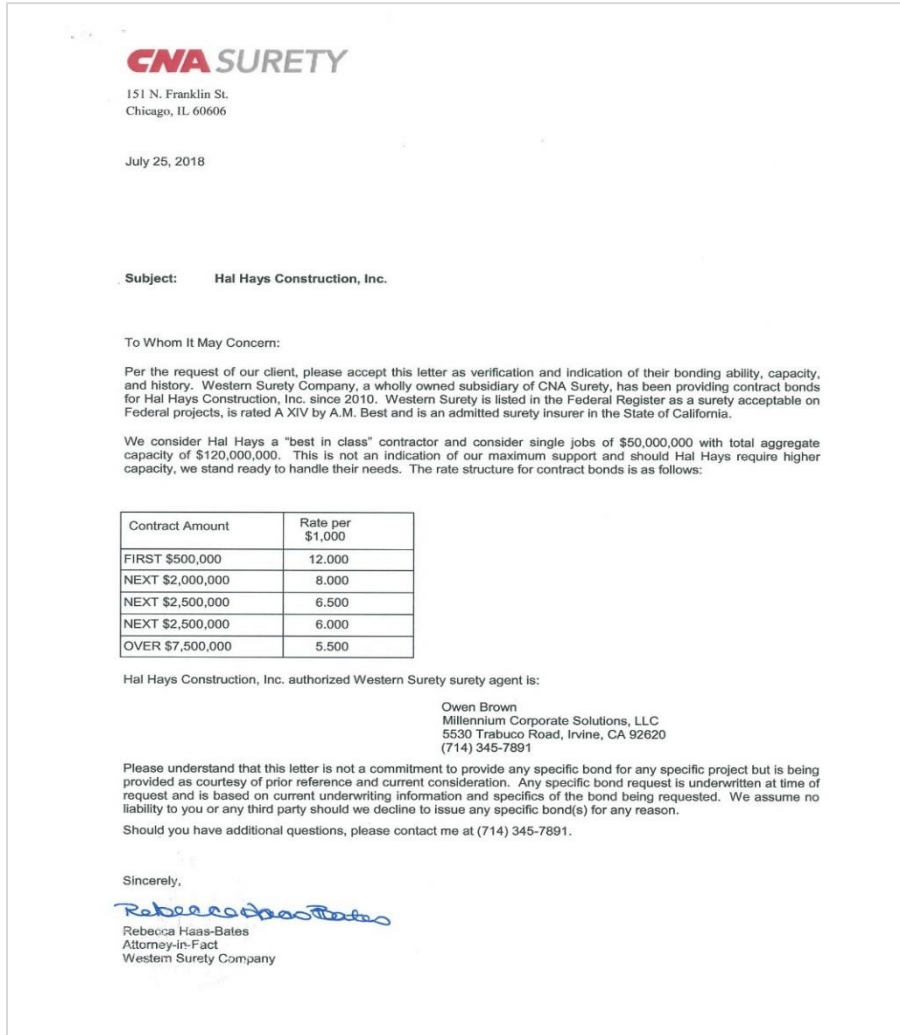 CNA SURETY
151 N. Franklin St.
Chicago, IL 60606
July 25, 2018
Subject: Hal Hays Construction, Inc.
To Whom It May Concern:
Per the request of our client, please accept this letter as verification and indication of their bonding ability, capacity,
and history. Western Surety Company, a wholly owned subsidiary of CNA Surety, has been providing contract bonds
for Hal Hays Construction, Inc. since 2010. Western Surety is listed in the Federal Register as a surety acceptable on
Federal projects, is rated A XIV by A.M. Best and is an admitted surety insurer in the State of California.
We consider Hal Hays a "best in class" contractor and consider single jobs of $50,000,000 with total aggregate
capacity of $120,000,000. This is not an indication of our maximum support and should Hal Hays require higher
capacity, we stand ready to handle their needs. The rate structure for contract bonds is as follows:
Contract Amount Rate per
$1,000
FIRST $500,000 12.000
NEXT $2,000,000 8.000
NEXT $2,500,000 6.500
NEXT $2,500,000 6.000
OVER $7,500,000 5.500
Hal Hays Construction, Inc. authorized Western Surety surety agent is:
Owen Brown
Millennium Corporate Solutions, LLC
5530 Trabuco Road, Irvine, CA 92620
(714) 345-7891
Please understand that this letter is not a commitment to provide any specific bond for any specific project but is being
provided as courtesy of prior reference and current consideration. Any specific bond request is underwritten at time of
request and is based on current underwriting information and specifics of the bond being requested. We assume no
liability to you or any third party should we decline to issue any specific bond(s) for any reason.
Should you have additional questions, please contact me at (714) 345-7891.
Sincerely,
Rebecca Haas-Bates
Rebecca Haas-Bates
Attorney-in-Fact
Western Surety Company